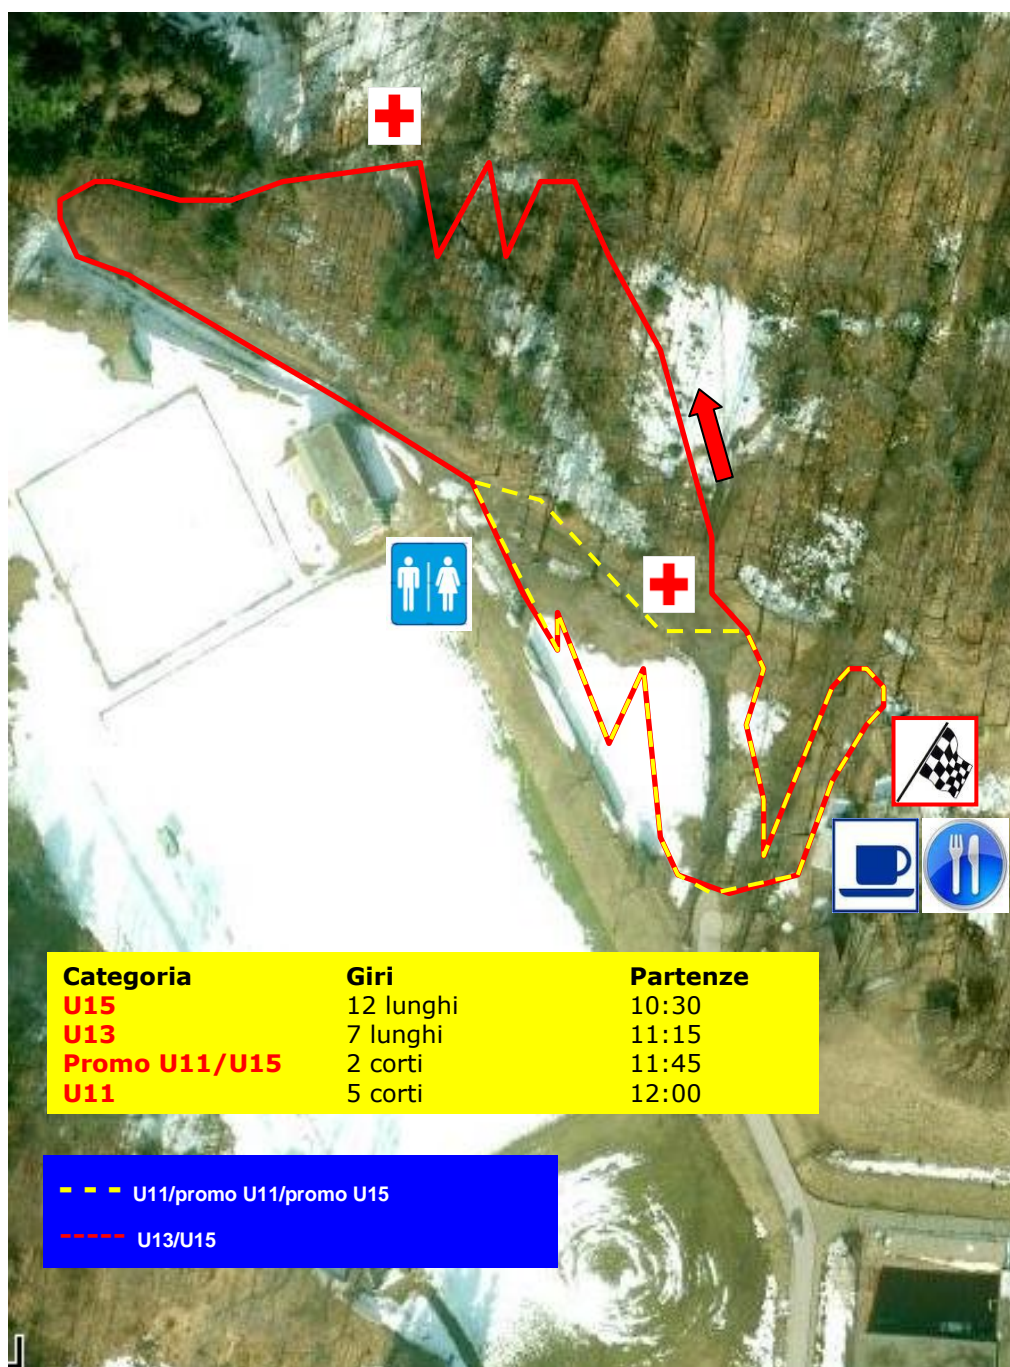 Categoria Giri Partenze
U15 12 lunghi 10:30
U13 7 lunghi 11:15
Promo U11/U15 2 corti 11:45
U11 5 corti 12:00
U11/promo U11/promo U15
U13/U15